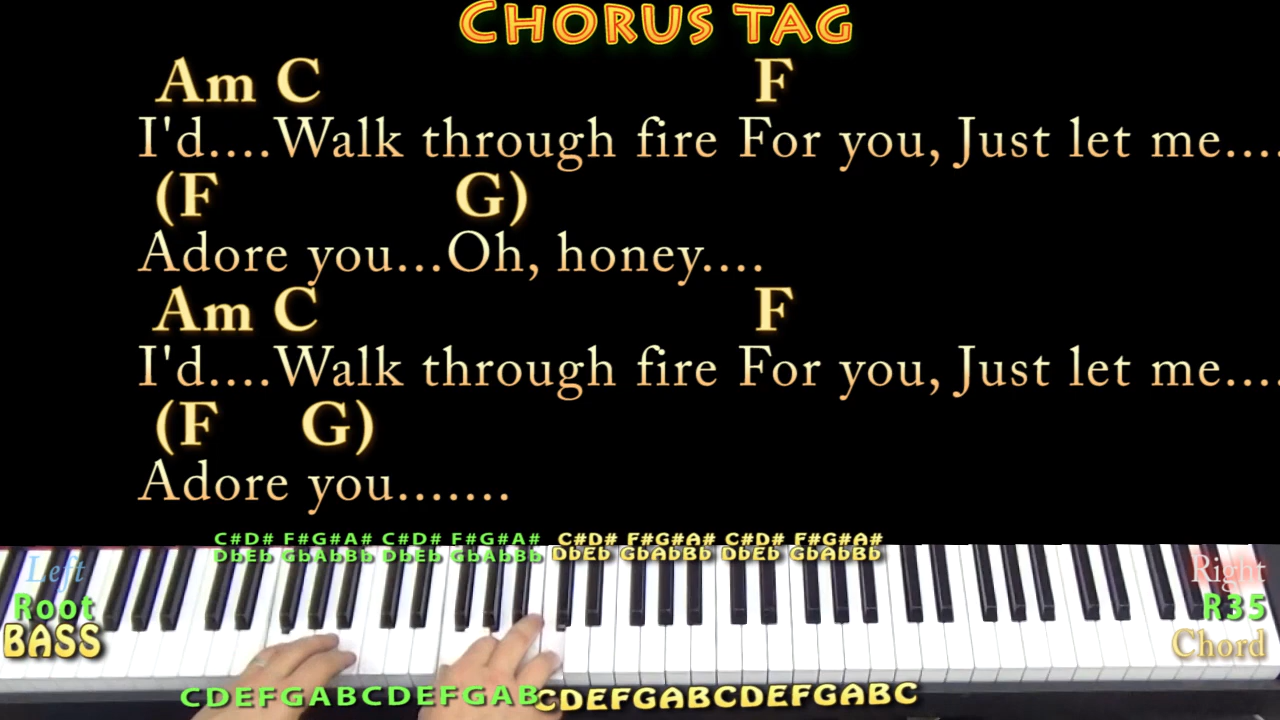 CHORUS TAG
Am C F
I'd....Walk through fire For you, Just let me....
(F G)
Adore you...Oh, honey....
Am C F
I'd....Walk through fire For you, Just let me....
(F G)
Adore you.......
C#D# F#G#A# C#D# F#G#A# C#D# F#G#A# C#D# F#G#A#
DbEb GbAbBb DbEb GbAbBb DbEb GbAbBb DbEb GbAbBb
Left Right
Root R35
BASS Chord
CDEFGABCDEFGAB CDEFGABCDEFGABC